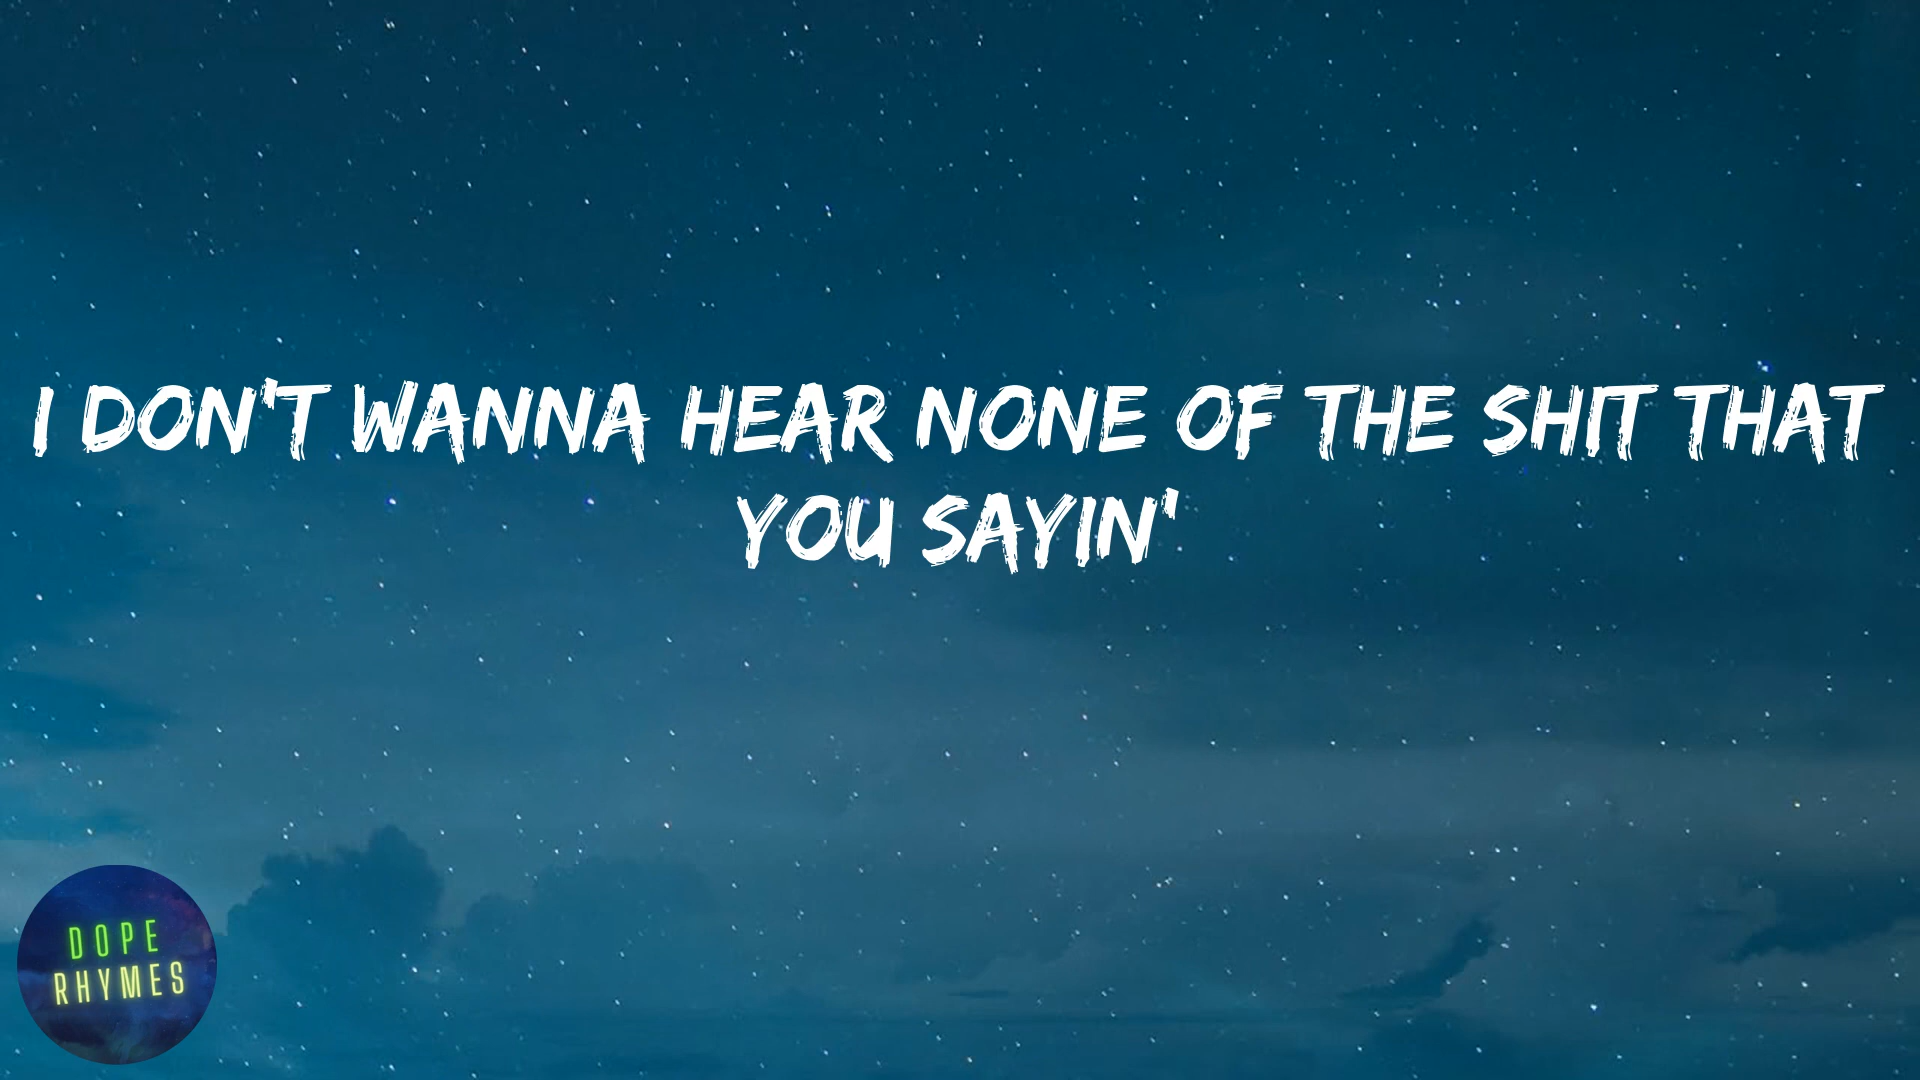 I DON'T WANNA HEAR NONE OF THE SHIT THAT
YOU SAYIN'
DOPE
RHYMES